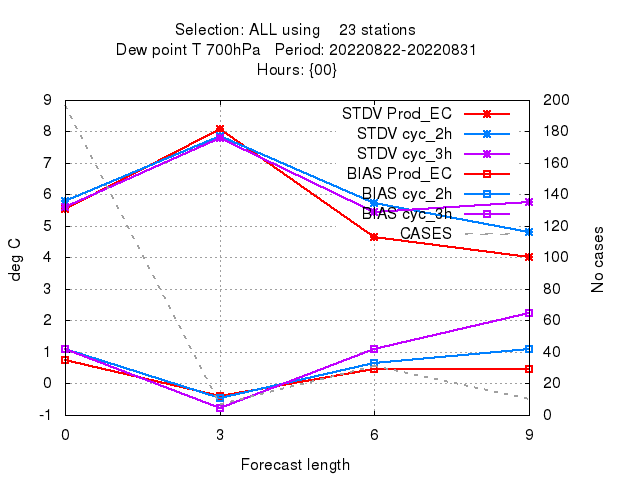 Selection: ALL using    23 stations
Dew point T 700hPa   Period: 20220822-20220831
Hours: {00}
9
8
7
6
5
4
3
2
1
0
-1
deg C
STDV Prod_EC
STDV cyc_2h
STDV cyc_3h
BIAS Prod_EC
BIAS cyc_2h
BIAS cyc_3h
CASES
200
180
160
140
120
100
80
60
40
20
0
No cases
0 3 6 9
Forecast length